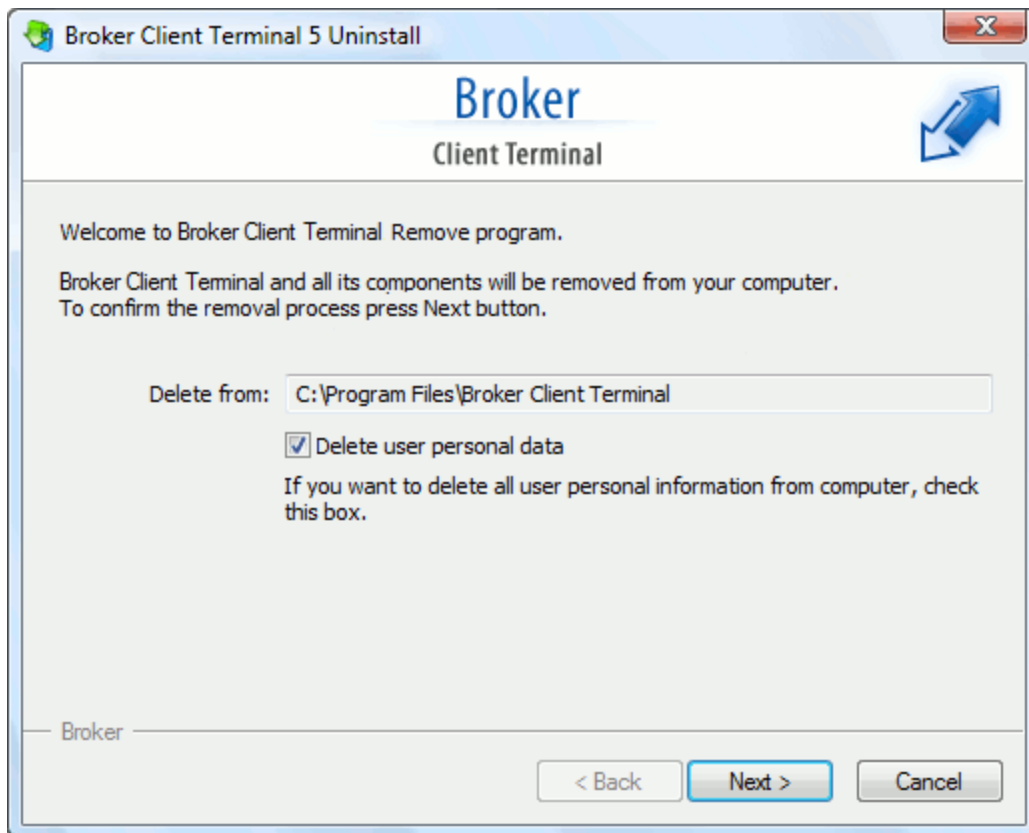 Broker Client Terminal 5 Uninstall
X
Broker
Client Terminal
Welcome to Broker Client Terminal Remove program.
Broker Client Terminal and all its components will be removed from your computer.
To confirm the removal process press Next button.
Delete from: C:\Program Files\Broker Client Terminal
Delete user personal data
If you want to delete all user personal information from computer, check
this box.
Broker
< Back Next > Cancel